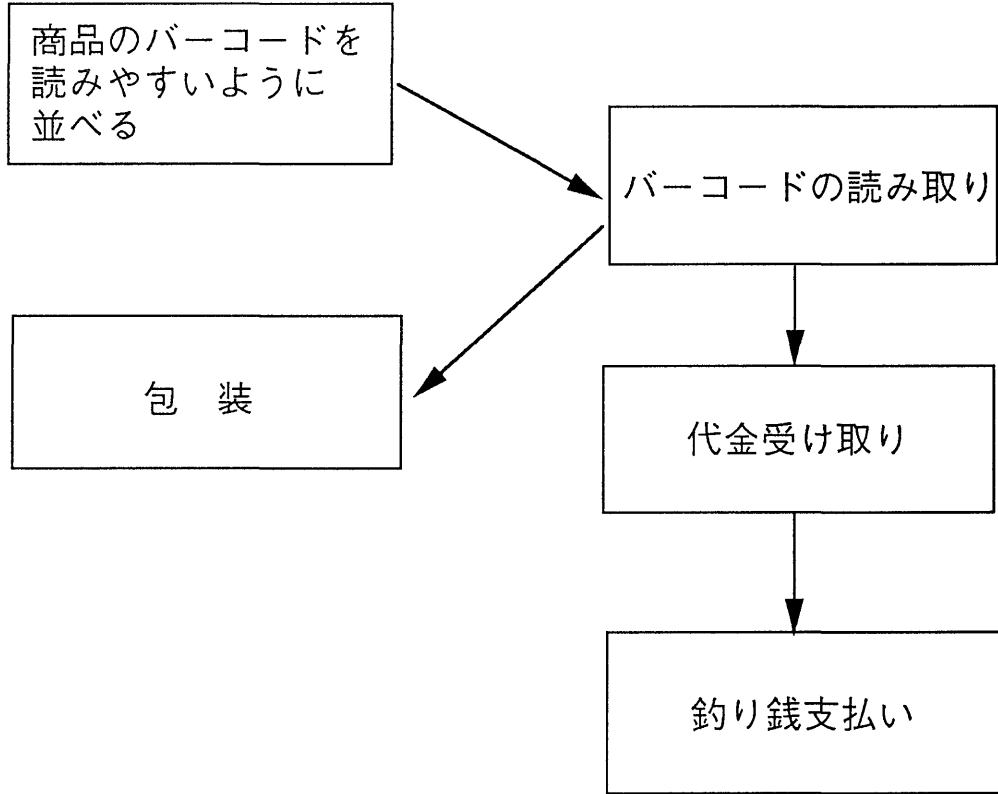 商品のバーコードを
読みやすいように
並べる
バーコードの読み取り
包　装
代金受け取り
釣り銭支払い